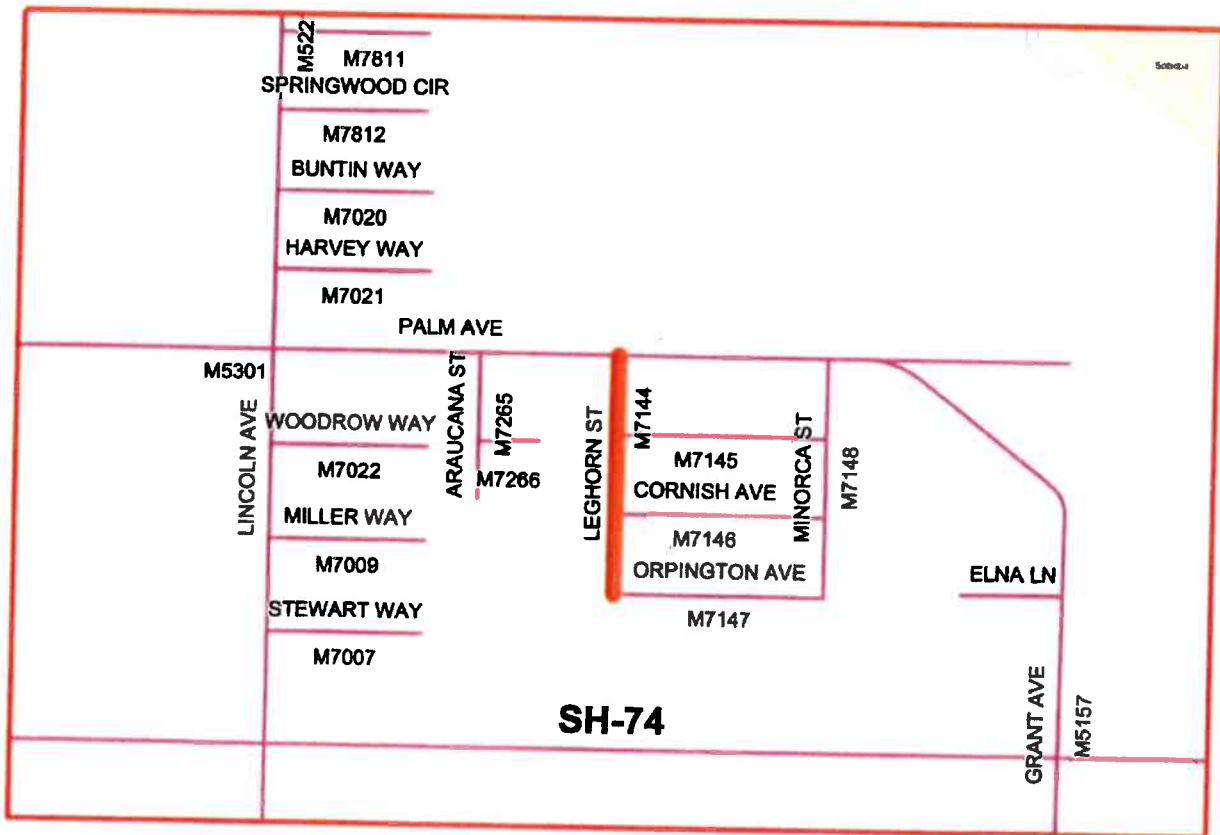 M522
M7811
SPRINGWOOD CIR
M7812
BUNTIN WAY
M7020
HARVEY WAY
M7021
PALM AVE
M5301
LINCOLN AVE
WOODROW WAY
M7022
MILLER WAY
M7009
STEWART WAY
M7007
ARAUCANA ST
M7265
M7266
LEGHORN ST
M7144
M7145
CORNISH AVE
M7146
ORPINGTON AVE
M7147
MINORCA ST
M7148
ELNA LN
GRANT AVE
M5157
SH-74